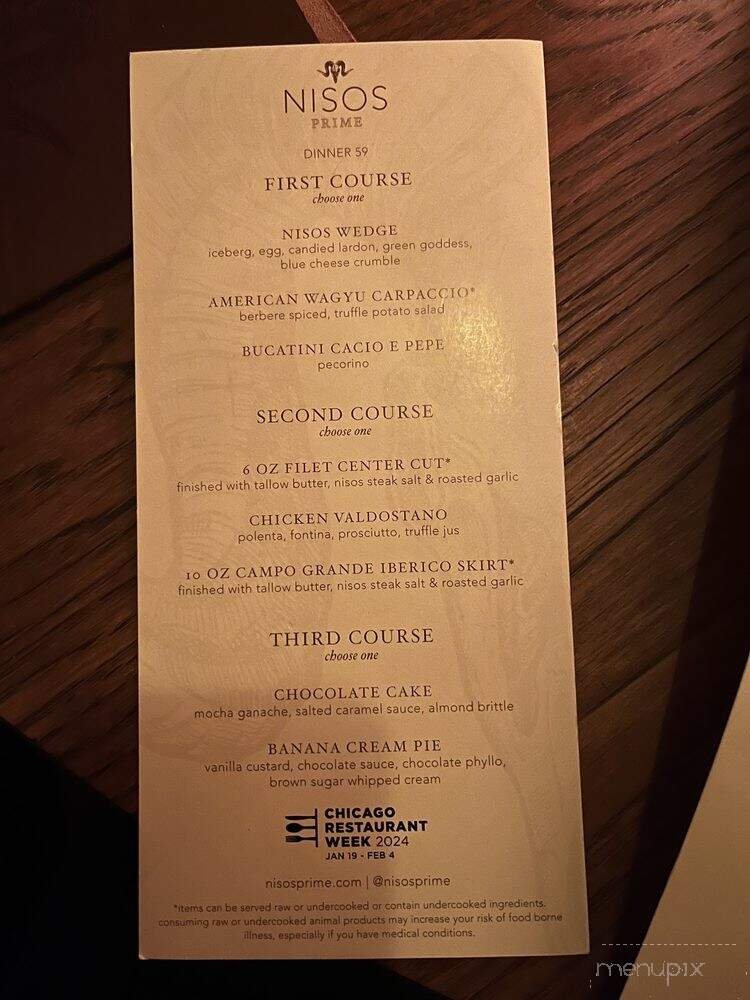 NISOS
PRIME
DINNER 59
FIRST COURSE
choose one
NISOS WEDGE
iceberg, egg, candied lardon, green goddess,
blue cheese crumble
AMERICAN WAGYU CARPACCIO*
berbere spiced, truffle potato salad
BUCATINI CACIO E PEPE
pecorino
SECOND COURSE
choose one
6 OZ FILET CENTER CUT*
finished with tallow butter, nisos steak salt & roasted garlic
CHICKEN VALDOSTANO
polenta, fontina, prosciutto, truffle jus
10 OZ CAMPO GRANDE IBERICO SKIRT*
finished with tallow butter, nisos steak salt & roasted garlic
THIRD COURSE
choose one
CHOCOLATE CAKE
mocha ganache, salted caramel sauce, almond brittle
BANANA CREAM PIE
vanilla custard, chocolate sauce, chocolate phyllo,
brown sugar whipped cream
CHICAGO
RESTAURANT
WEEK 2024
JAN 19 - FEB 4
nisosprime.com | @nisosprime
*items can be served raw or undercooked or contain undercooked ingredients.
consuming raw or undercooked animal products may increase your risk of food borne
illness, especially if you have medical conditions.
menupix